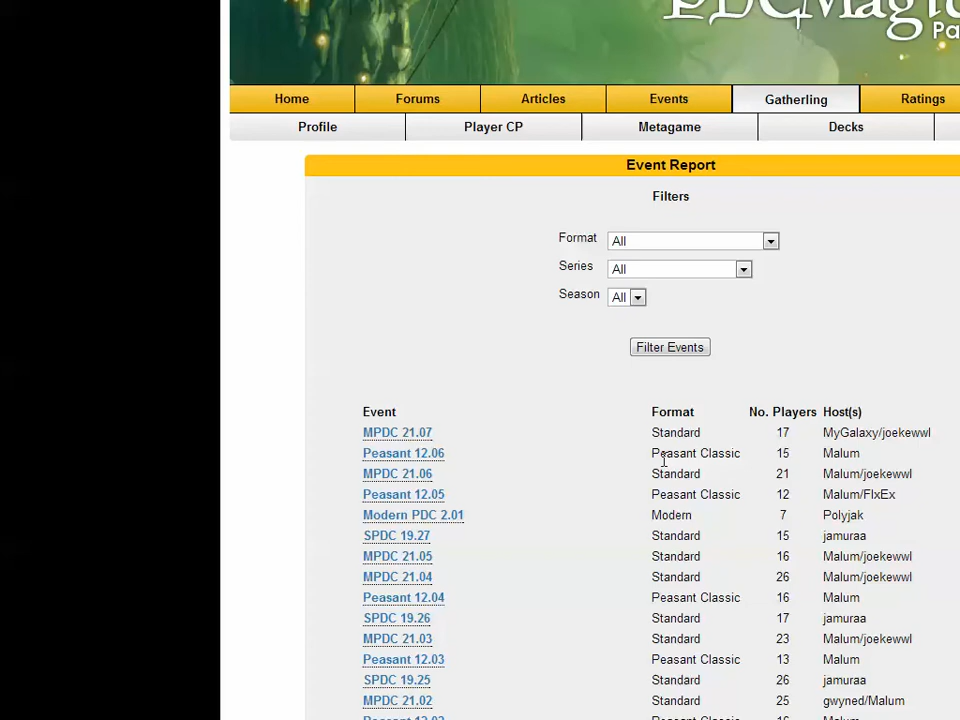 PDCMagic
Pa
Home Forums Articles Events Gatherling Ratings
Profile Player CP Metagame Decks
Event Report
Filters
Format All
Series All
Season All
Filter Events
Event Format No. Players Host(s)
MPDC 21.07 Standard 17 MyGalaxy/joekewwl
Peasant 12.06 Peasant Classic 15 Malum
MPDC 21.06 Standard 21 Malum/joekewwl
Peasant 12.05 Peasant Classic 12 Malum/FlxEx
Modern PDC 2.01 Modern 7 Polyjak
SPDC 19.27 Standard 15 jamuraa
MPDC 21.05 Standard 16 Malum/joekewwl
MPDC 21.04 Standard 26 Malum/joekewwl
Peasant 12.04 Peasant Classic 16 Malum
SPDC 19.26 Standard 17 jamuraa
MPDC 21.03 Standard 23 Malum/joekewwl
Peasant 12.03 Peasant Classic 13 Malum
SPDC 19.25 Standard 26 jamuraa
MPDC 21.02 Standard 25 gwyned/Malum